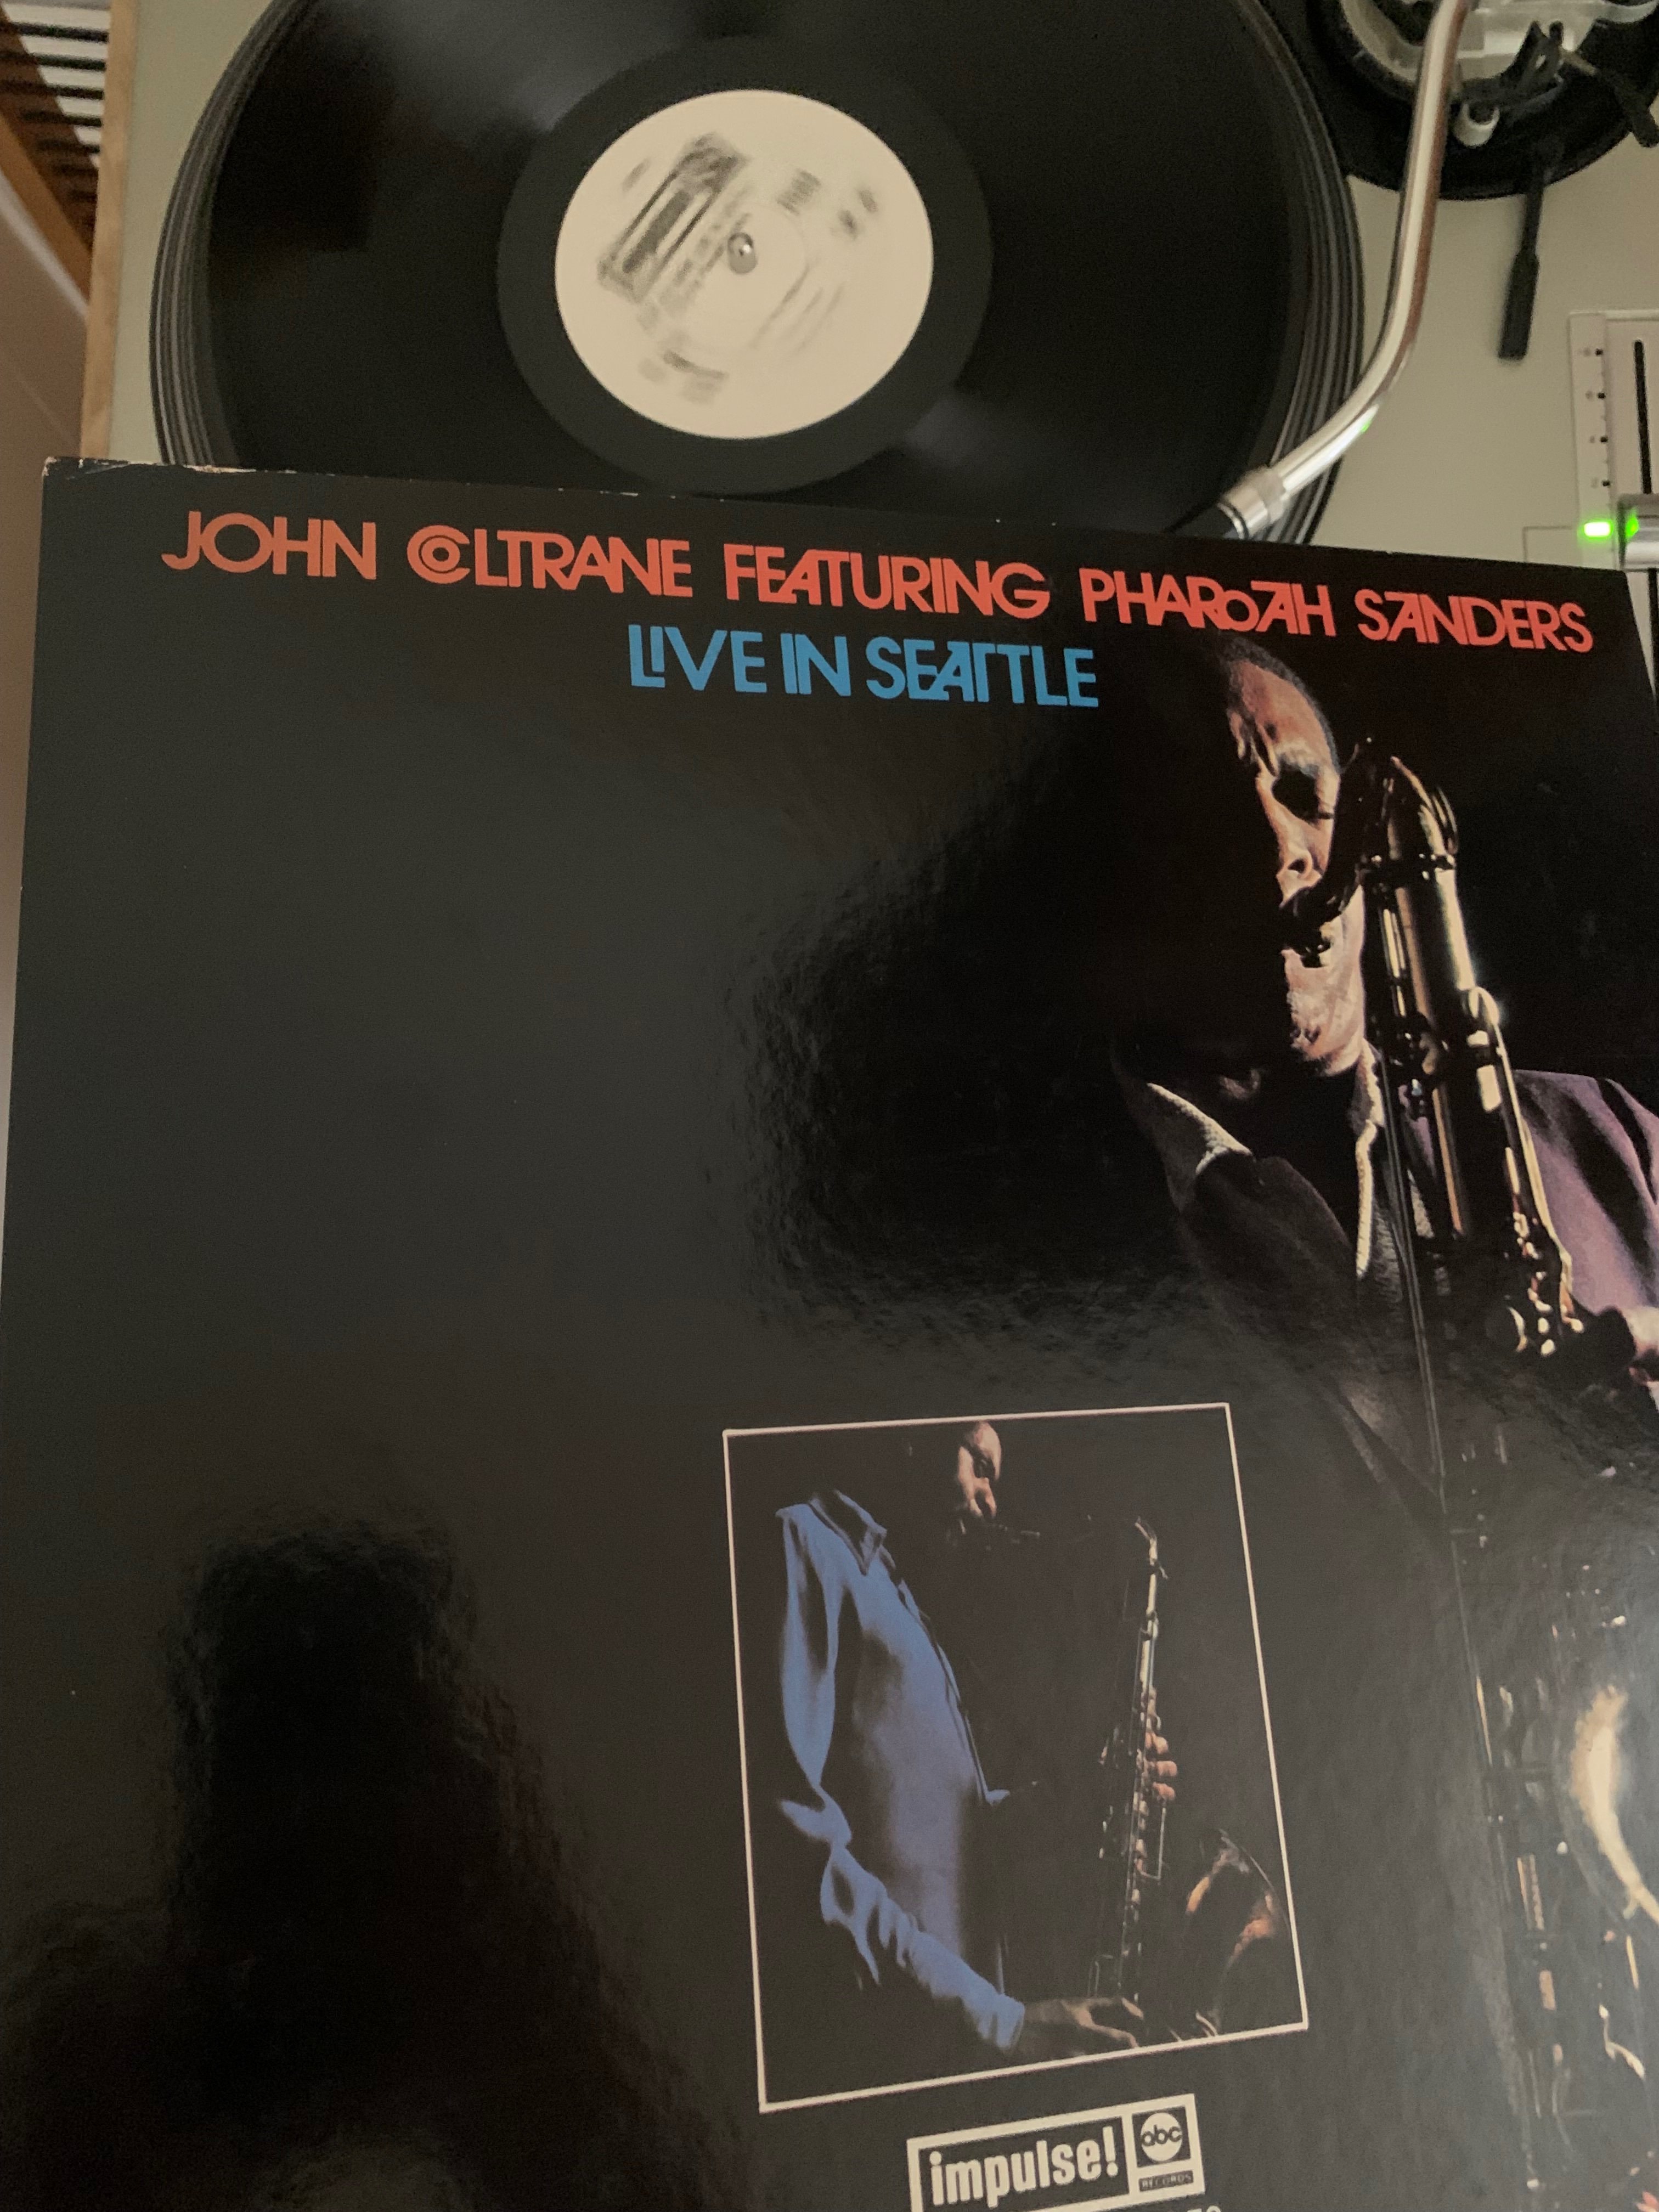 JOHN COLTRANE FEATURING PHAROAH SANDERS
LIVE IN SEATTLE
impulse!
abc
RECORDS